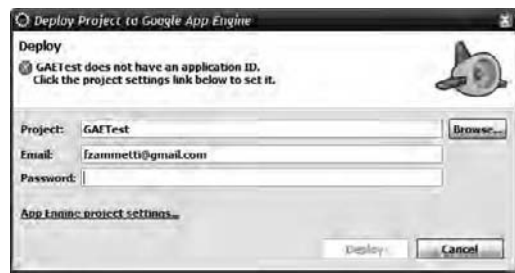 Deploy Project to Google App Engine
Deploy
GAETest does not have an application ID.
Click the project settings link below to set it.
Project: GAETest Browse...
Email: fzammetti@gmail.com
Password:
App Engine project settings...
Deploy Cancel